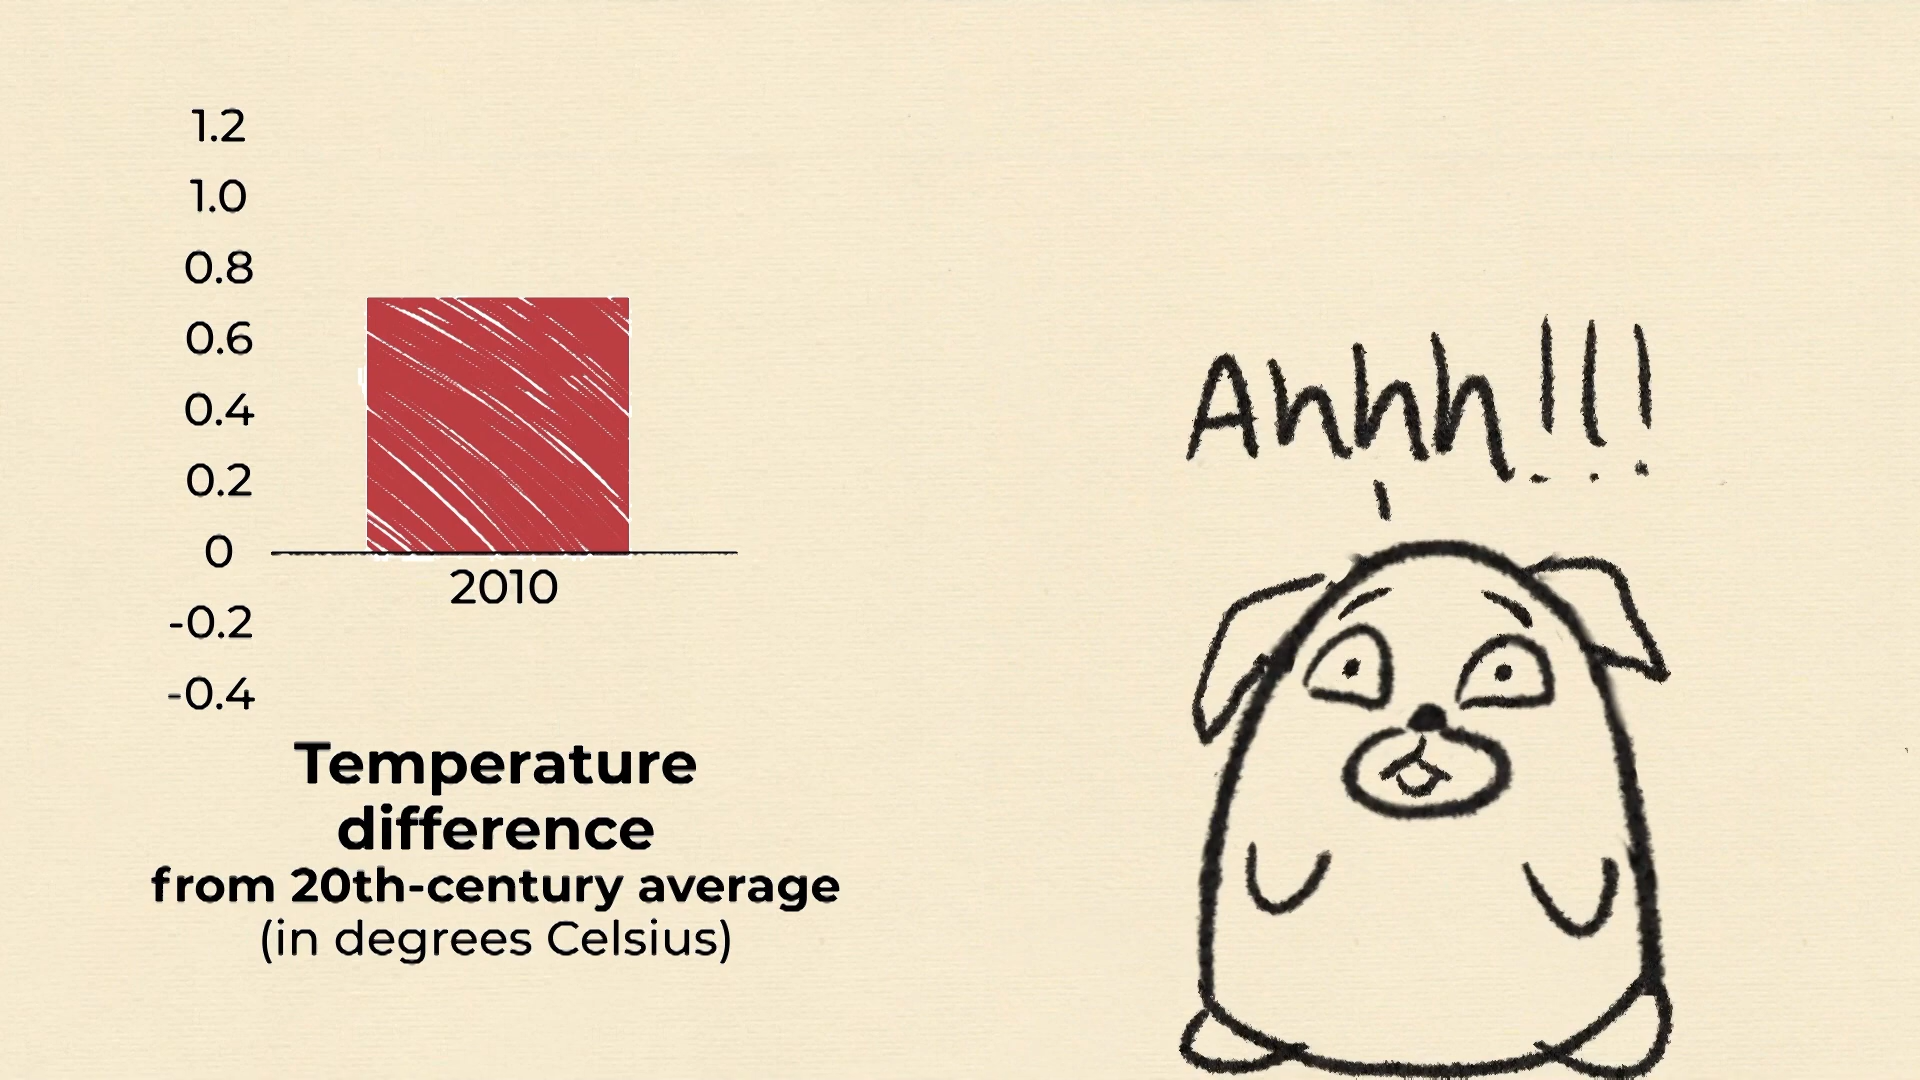 1.2
1.0
0.8
0.6
0.4
0.2
0
2010
-0.2
-0.4
Temperature
difference
from 20th-century average
(in degrees Celsius)
Ahhh!!!